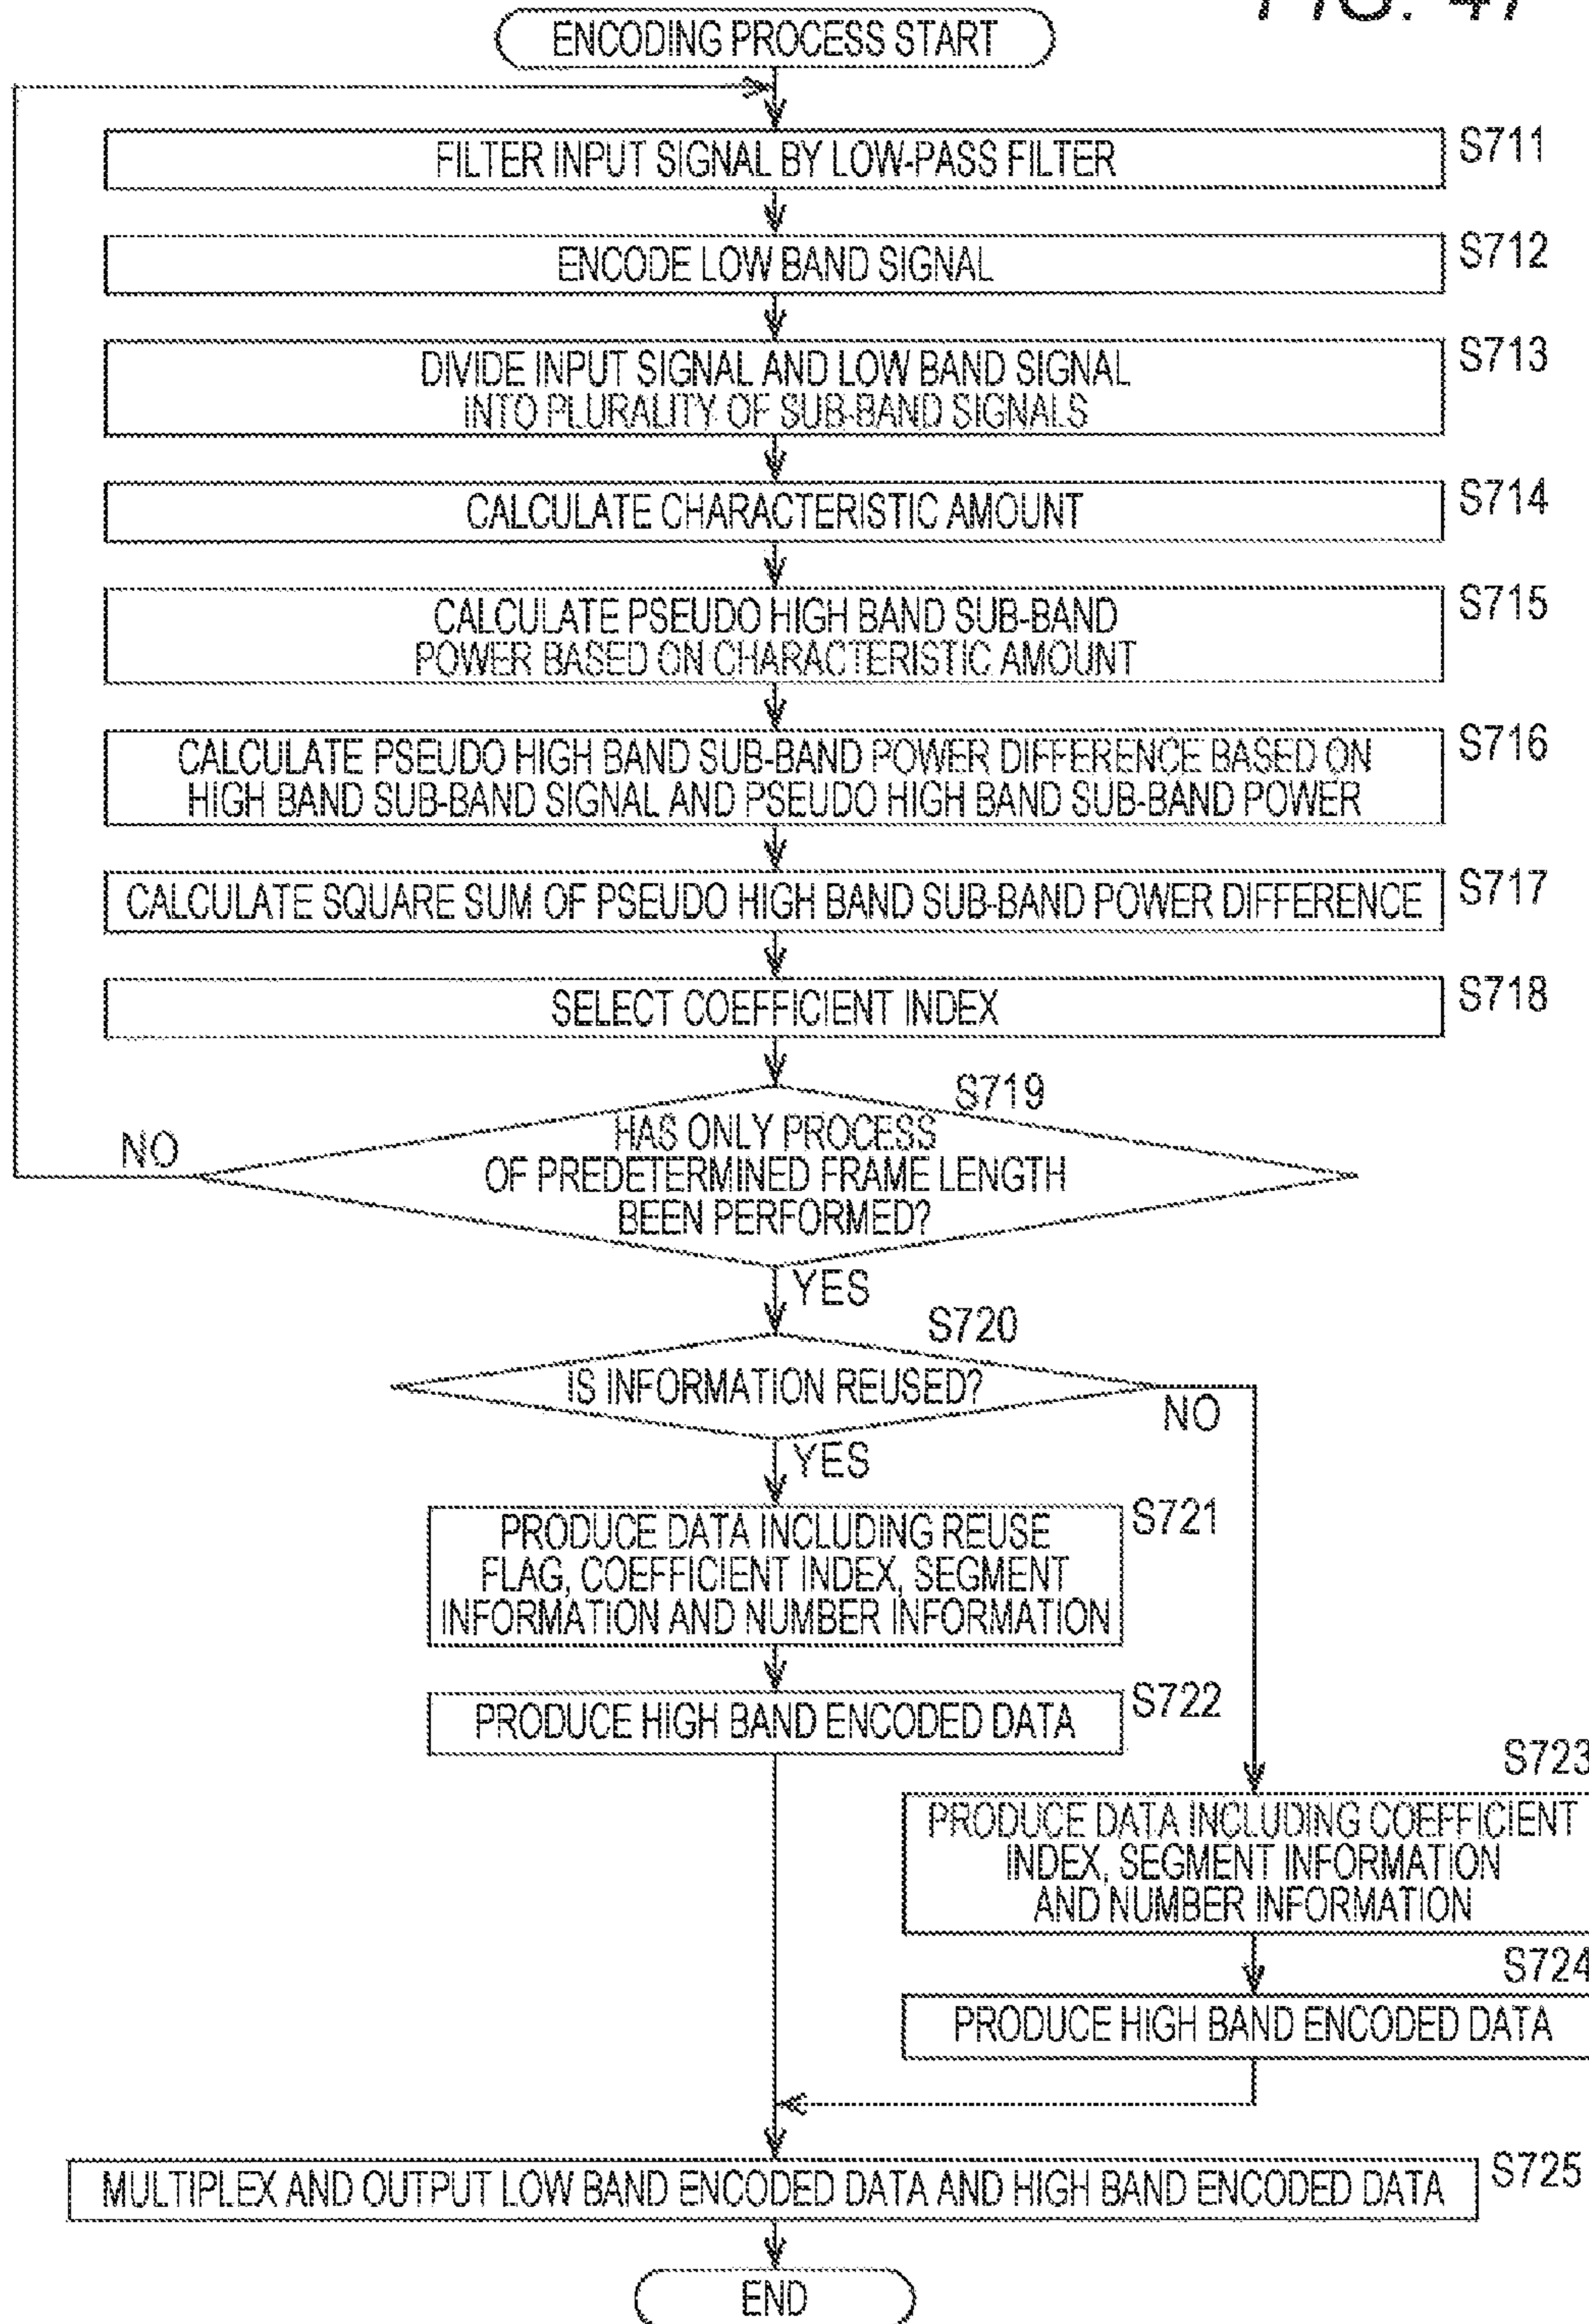 FIG. 47
ENCODING PROCESS START
FILTER INPUT SIGNAL BY LOW-PASS FILTER
S711
ENCODE LOW BAND SIGNAL
S712
DIVIDE INPUT SIGNAL AND LOW BAND SIGNAL
INTO PLURALITY OF SUB-BAND SIGNALS
S713
CALCULATE CHARACTERISTIC AMOUNT
S714
CALCULATE PSEUDO HIGH BAND SUB-BAND
POWER BASED ON CHARACTERISTIC AMOUNT
S715
CALCULATE PSEUDO HIGH BAND SUB-BAND POWER DIFFERENCE BASED ON
HIGH BAND SUB-BAND SIGNAL AND PSEUDO HIGH BAND SUB-BAND POWER
S716
CALCULATE SQUARE SUM OF PSEUDO HIGH BAND SUB-BAND POWER DIFFERENCE
S717
SELECT COEFFICIENT INDEX
S718
S719
HAS ONLY PROCESS
OF PREDETERMINED FRAME LENGTH
BEEN PERFORMED?
NO
YES
S720
IS INFORMATION REUSED?
NO
YES
PRODUCE DATA INCLUDING REUSE
FLAG, COEFFICIENT INDEX, SEGMENT
INFORMATION AND NUMBER INFORMATION
S721
PRODUCE HIGH BAND ENCODED DATA
S722
S723
PRODUCE DATA INCLUDING COEFFICIENT
INDEX, SEGMENT INFORMATION
AND NUMBER INFORMATION
S724
PRODUCE HIGH BAND ENCODED DATA
MULTIPLEX AND OUTPUT LOW BAND ENCODED DATA AND HIGH BAND ENCODED DATA
S725
END